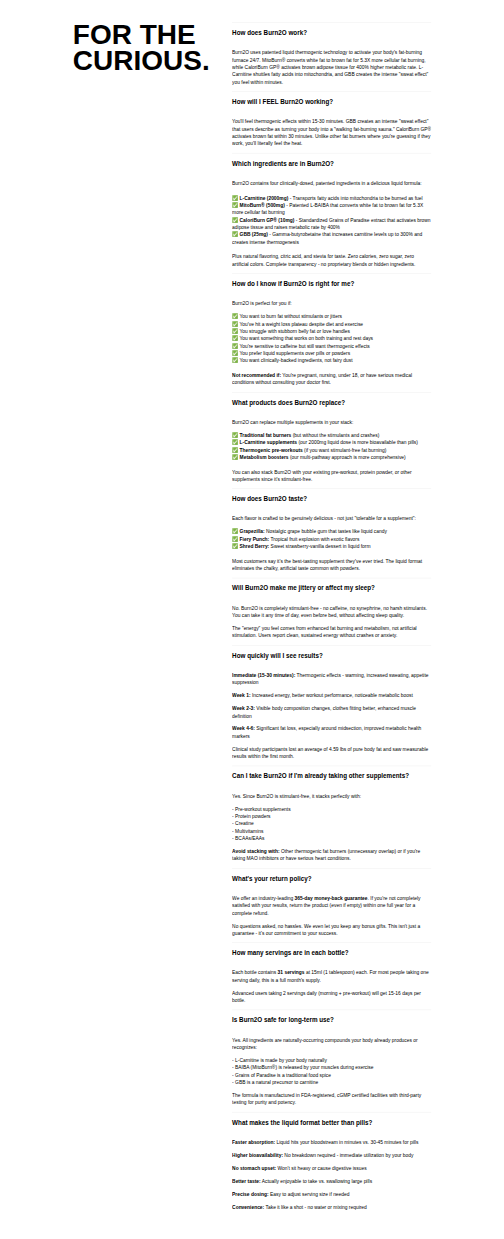 FOR THE
CURIOUS.
How does Burn2O work?
Burn2O uses patented liquid thermogenic technology to activate your body's fat-burning
furnace 24/7. MitoBurn® converts white fat to brown fat for 5.3X more cellular fat burning,
while CaloriBurn GP® activates brown adipose tissue for 400% higher metabolic rate. L-
Carnitine shuttles fatty acids into mitochondria, and GBB creates the intense "sweat effect"
you feel within minutes.
How will I FEEL Burn2O working?
You'll feel thermogenic effects within 15-30 minutes. GBB creates an intense "sweat effect"
that users describe as turning your body into a "walking fat-burning sauna." CaloriBurn GP®
activates brown fat within 30 minutes. Unlike other fat burners where you're guessing if they
work, you'll literally feel the heat.
Which ingredients are in Burn2O?
Burn2O contains four clinically-dosed, patented ingredients in a delicious liquid formula:
✅ L-Carnitine (2000mg) - Transports fatty acids into mitochondria to be burned as fuel
✅ MitoBurn® (500mg) - Patented L-BAIBA that converts white fat to brown fat for 5.3X
more cellular fat burning
✅ CaloriBurn GP® (10mg) - Standardized Grains of Paradise extract that activates brown
adipose tissue and raises metabolic rate by 400%
✅ GBB (25mg) - Gamma-butyrobetaine that increases carnitine levels up to 300% and
creates intense thermogenesis
Plus natural flavoring, citric acid, and stevia for taste. Zero calories, zero sugar, zero
artificial colors. Complete transparency - no proprietary blends or hidden ingredients.
How do I know if Burn2O is right for me?
Burn2O is perfect for you if:
✅ You want to burn fat without stimulants or jitters
✅ You've hit a weight loss plateau despite diet and exercise
✅ You struggle with stubborn belly fat or love handles
✅ You want something that works on both training and rest days
✅ You're sensitive to caffeine but still want thermogenic effects
✅ You prefer liquid supplements over pills or powders
✅ You want clinically-backed ingredients, not fairy dust
Not recommended if: You're pregnant, nursing, under 18, or have serious medical
conditions without consulting your doctor first.
What products does Burn2O replace?
Burn2O can replace multiple supplements in your stack:
✅ Traditional fat burners (but without the stimulants and crashes)
✅ L-Carnitine supplements (our 2000mg liquid dose is more bioavailable than pills)
✅ Thermogenic pre-workouts (if you want stimulant-free fat burning)
✅ Metabolism boosters (our multi-pathway approach is more comprehensive)
You can also stack Burn2O with your existing pre-workout, protein powder, or other
supplements since it's stimulant-free.
How does Burn2O taste?
Each flavor is crafted to be genuinely delicious - not just "tolerable for a supplement":
✅ Grapezilla: Nostalgic grape bubble gum that tastes like liquid candy
✅ Fiery Punch: Tropical fruit explosion with exotic flavors
✅ Shred Berry: Sweet strawberry-vanilla dessert in liquid form
Most customers say it's the best-tasting supplement they've ever tried. The liquid format
eliminates the chalky, artificial taste common with powders.
Will Burn2O make me jittery or affect my sleep?
No. Burn2O is completely stimulant-free - no caffeine, no synephrine, no harsh stimulants.
You can take it any time of day, even before bed, without affecting sleep quality.
The "energy" you feel comes from enhanced fat burning and metabolism, not artificial
stimulation. Users report clean, sustained energy without crashes or anxiety.
How quickly will I see results?
Immediate (15-30 minutes): Thermogenic effects - warming, increased sweating, appetite
suppression
Week 1: Increased energy, better workout performance, noticeable metabolic boost
Week 2-3: Visible body composition changes, clothes fitting better, enhanced muscle
definition
Week 4-6: Significant fat loss, especially around midsection, improved metabolic health
markers
Clinical study participants lost an average of 4.59 lbs of pure body fat and saw measurable
results within the first month.
Can I take Burn2O if I'm already taking other supplements?
Yes. Since Burn2O is stimulant-free, it stacks perfectly with:
- Pre-workout supplements
- Protein powders
- Creatine
- Multivitamins
- BCAAs/EAAs
Avoid stacking with: Other thermogenic fat burners (unnecessary overlap) or if you're
taking MAO inhibitors or have serious heart conditions.
What's your return policy?
We offer an industry-leading 365-day money-back guarantee. If you're not completely
satisfied with your results, return the product (even if empty) within one full year for a
complete refund.
No questions asked, no hassles. We even let you keep any bonus gifts. This isn't just a
guarantee - it's our commitment to your success.
How many servings are in each bottle?
Each bottle contains 31 servings at 15ml (1 tablespoon) each. For most people taking one
serving daily, this is a full month's supply.
Advanced users taking 2 servings daily (morning + pre-workout) will get 15-16 days per
bottle.
Is Burn2O safe for long-term use?
Yes. All ingredients are naturally-occurring compounds your body already produces or
recognizes:
- L-Carnitine is made by your body naturally
- BAIBA (MitoBurn®) is released by your muscles during exercise
- Grains of Paradise is a traditional food spice
- GBB is a natural precursor to carnitine
The formula is manufactured in FDA-registered, cGMP certified facilities with third-party
testing for purity and potency.
What makes the liquid format better than pills?
Faster absorption: Liquid hits your bloodstream in minutes vs. 30-45 minutes for pills
Higher bioavailability: No breakdown required - immediate utilization by your body
No stomach upset: Won't sit heavy or cause digestive issues
Better taste: Actually enjoyable to take vs. swallowing large pills
Precise dosing: Easy to adjust serving size if needed
Convenience: Take it like a shot - no water or mixing required